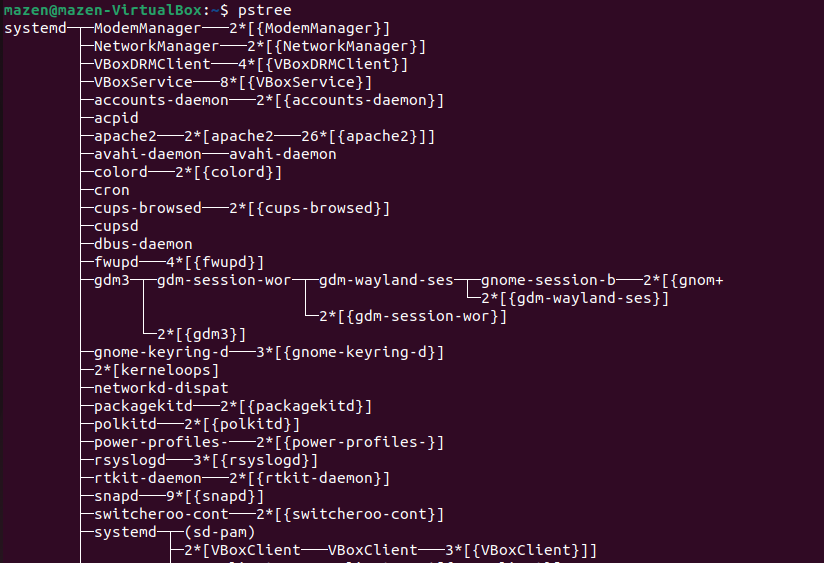 mazen@mazen-VirtualBox:~$ pstree
systemd─┬─ModemManager───2*[{ModemManager}]
        ├─NetworkManager───2*[{NetworkManager}]
        ├─VBoxDRMClient───4*[{VBoxDRMClient}]
        ├─VBoxService───8*[{VBoxService}]
        ├─accounts-daemon───2*[{accounts-daemon}]
        ├─acpid
        ├─apache2───2*[apache2───26*[{apache2}]]
        ├─avahi-daemon───avahi-daemon
        ├─colord───2*[{colord}]
        ├─cron
        ├─cups-browsed───2*[{cups-browsed}]
        ├─cupsd
        ├─dbus-daemon
        ├─fwupd───4*[{fwupd}]
        ├─gdm3─┬─gdm-session-wor─┬─gdm-wayland-ses─┬─gnome-session-b───2*[{gnom+
        │      │                 │                 └─2*[{gdm-wayland-ses}]
        │      │                 └─2*[{gdm-session-wor}]
        │      └─2*[{gdm3}]
        ├─gnome-keyring-d───3*[{gnome-keyring-d}]
        ├─2*[kerneloops]
        ├─networkd-dispat
        ├─packagekitd───2*[{packagekitd}]
        ├─polkitd───2*[{polkitd}]
        ├─power-profiles-───2*[{power-profiles-}]
        ├─rsyslogd───3*[{rsyslogd}]
        ├─rtkit-daemon───2*[{rtkit-daemon}]
        ├─snapd───9*[{snapd}]
        ├─switcheroo-cont───2*[{switcheroo-cont}]
        ├─systemd─┬─(sd-pam)
        │         ├─2*[VBoxClient───VBoxClient───3*[{VBoxClient}]]